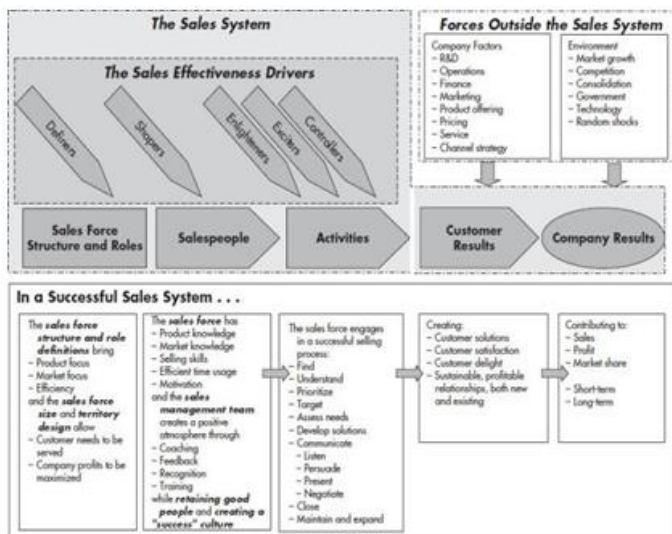 The Sales System
Forces Outside the Sales System
The Sales Effectiveness Drivers
Definers
Shapers
Enlighteners
Exciters
Controllers
Company Factors
– R&D
– Operations
– Finance
– Marketing
– Product offering
– Pricing
– Service
– Channel strategy
Environment
– Market growth
– Competition
– Consolidation
– Government
– Technology
– Random shocks
Sales Force
Structure and Roles
Salespeople
Activities
Customer
Results
Company Results
In a Successful Sales System . . .
The sales force
structure and role
definitions bring
– Product focus
– Market focus
– Efficiency
and the sales force
size and territory
design allow
– Customer needs to be
served
– Company profits to be
maximized
The sales force has
– Product knowledge
– Market knowledge
– Selling skills
– Efficient time usage
– Motivation
and the sales
management team
creates a positive
atmosphere through
– Coaching
– Feedback
– Recognition
– Training
while retaining good
people and creating a
"success" culture
The sales force engages
in a successful selling
process:
– Find
– Understand
– Prioritize
– Target
– Assess needs
– Develop solutions
– Communicate
– Listen
– Persuade
– Present
– Negotiate
– Close
– Maintain and expand
Creating:
– Customer solutions
– Customer satisfaction
– Customer delight
– Sustainable, profitable
relationships, both new
and existing
Contributing to:
– Sales
– Profit
– Market share
– Short-term
– Long-term